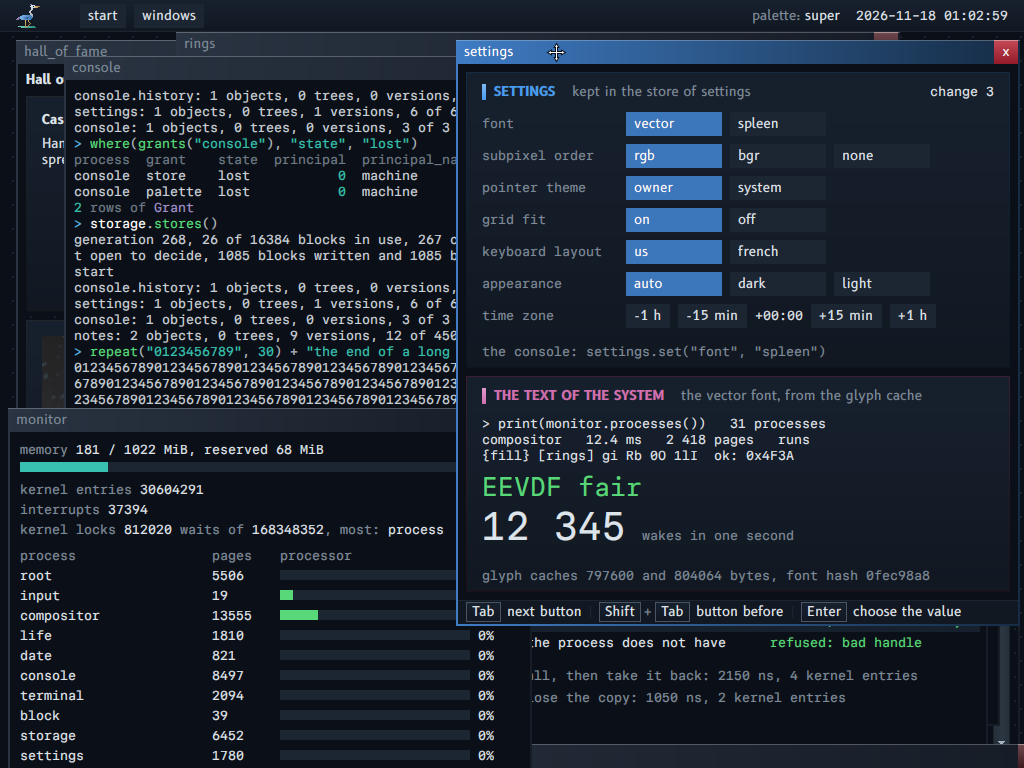 start windows palette: super 2026-11-18 01:02:59
rings
hall_of_fame
console
Hall o
Cas
Han
spre
console.history: 1 objects, 0 trees, 0 versions,
settings: 1 objects, 0 trees, 1 versions, 6 of 6
console: 1 objects, 0 trees, 0 versions, 3 of 3
> where(grants("console"), "state", "lost")
process grant state principal principal_na
console store lost 0 machine
console palette lost 0 machine
2 rows of Grant
> storage.stores()
generation 268, 26 of 16384 blocks in use, 267 c
t open to decide, 1085 blocks written and 1085 b
start
console.history: 1 objects, 0 trees, 0 versions,
settings: 1 objects, 0 trees, 1 versions, 6 of 6
console: 1 objects, 0 trees, 0 versions, 3 of 3
notes: 2 objects, 0 trees, 9 versions, 12 of 450
> repeat("0123456789", 30) + "the end of a long
012345678901234567890123456789012345678901234567
678901234567890123456789012345678901234567890123
234567890123456789012345678901234567890123456789
settings x
SETTINGS kept in the store of settings change 3
font vector spleen
subpixel order rgb bgr none
pointer theme owner system
grid fit on off
keyboard layout us french
appearance auto dark light
time zone -1 h -15 min +00:00 +15 min +1 h
the console: settings.set("font", "spleen")
THE TEXT OF THE SYSTEM the vector font, from the glyph cache
> print(monitor.processes()) 31 processes
compositor 12.4 ms 2 418 pages runs
{fill} [rings] gi Rb 0O 1lI ok: 0x4F3A
EEVDF fair
12 345 wakes in one second
glyph caches 797600 and 804064 bytes, font hash 0fec98a8
Tab next button Shift + Tab button before Enter choose the value
monitor
memory 181 / 1022 MiB, reserved 68 MiB
kernel entries 30604291
interrupts 37394
kernel locks 812020 waits of 168348352, most: process
process pages processor
root 5506
input 19
compositor 13555
life 1810 0%
date 821 0%
console 8497 0%
terminal 2094 0%
block 39 0%
storage 6452 0%
settings 1780 0%
the process does not have refused: bad handle
all, then take it back: 2150 ns, 4 kernel entries
lose the copy: 1050 ns, 2 kernel entries